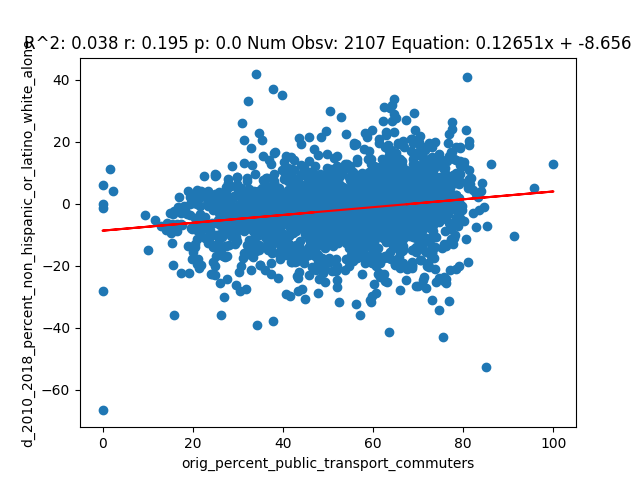 R^2: 0.038 r: 0.195 p: 0.0 Num Obsv: 2107 Equation: 0.12651x + -8.656
d_2010_2018_percent_non_hispanic_or_latino_white_alone
40
20
0
−20
−40
−60
0 20 40 60 80 100
orig_percent_public_transport_commuters